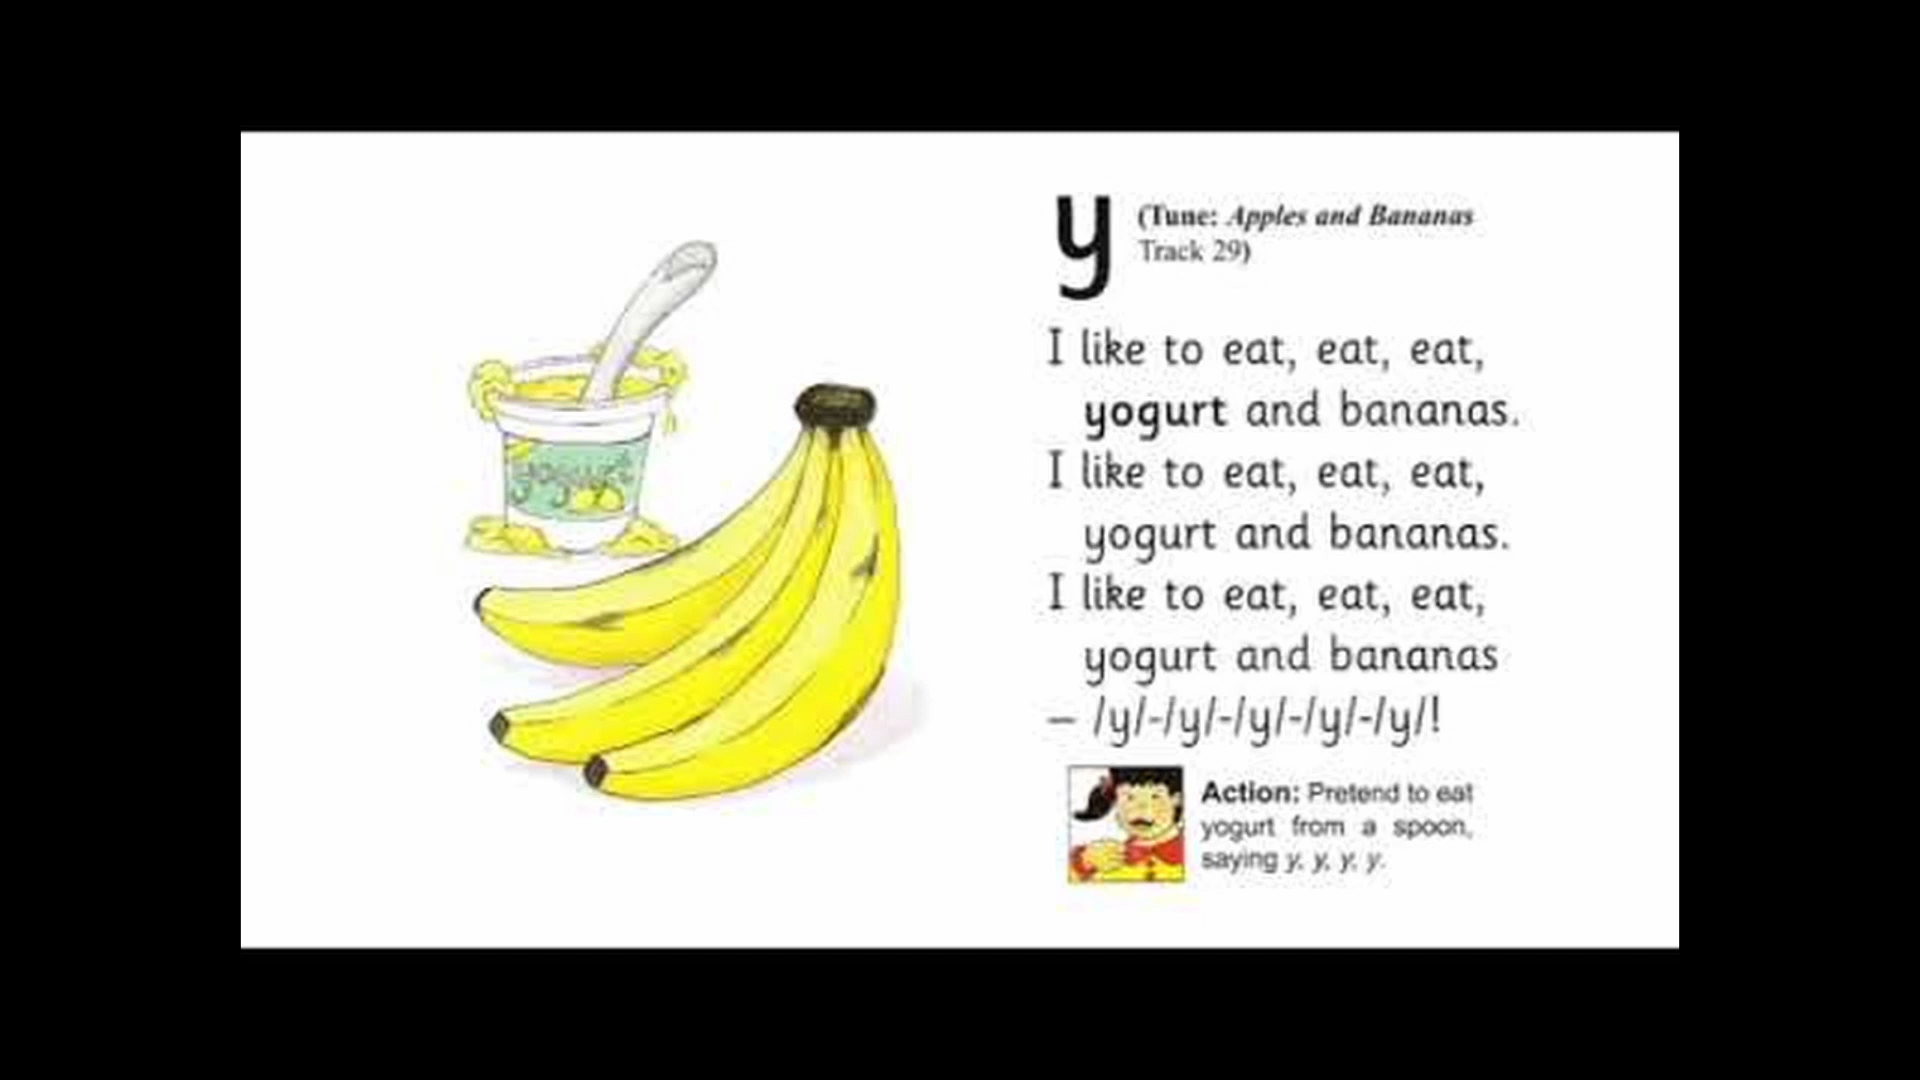 yogurt
y (Tune: Apples and Bananas
Track 29)
I like to eat, eat, eat,
yogurt and bananas.
I like to eat, eat, eat,
yogurt and bananas.
I like to eat, eat, eat,
yogurt and bananas
– /y/-/y/-/y/-/y/-/y/!
Action: Pretend to eat
yogurt from a spoon,
saying y, y, y, y.